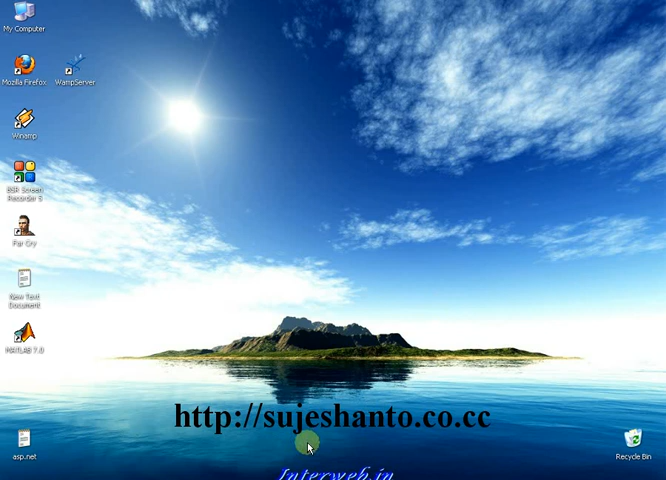 My Computer
Mozilla Firefox
WampServer
Winamp
BSR Screen
Recorder 5
Far Cry
New Text
Document
MATLAB 7.0
http://sujeshanto.co.cc
asp.net
Recycle Bin
Interweb.in